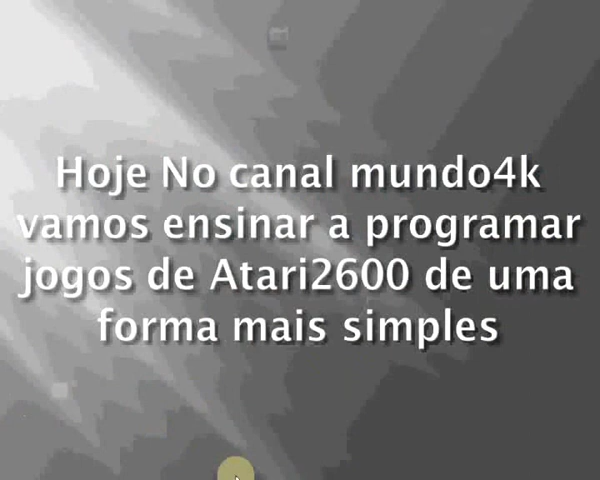 Hoje No canal mundo4k
vamos ensinar a programar
jogos de Atari2600 de uma
forma mais simples